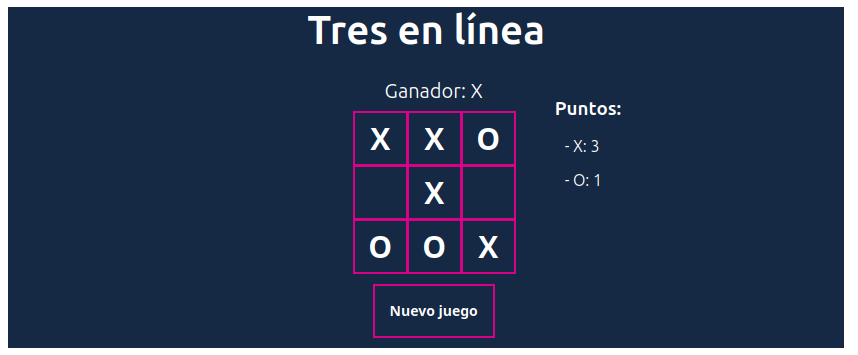 Tres en línea
Ganador: X
X X O
X
O O X
Nuevo juego
Puntos:
- X: 3
- O: 1